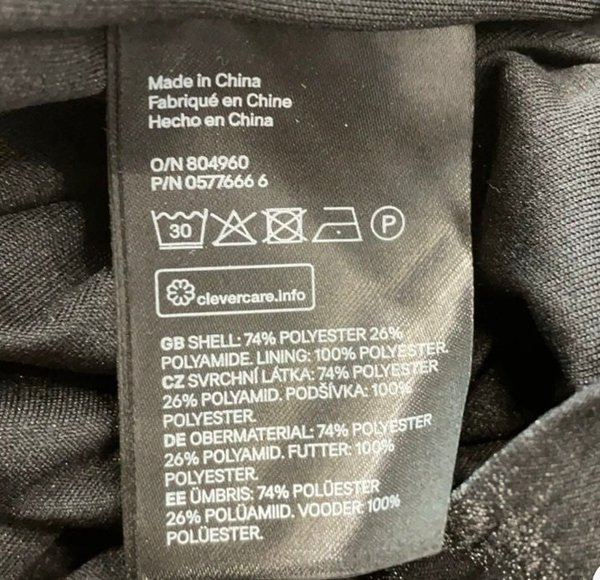 Made in China
Fabriqué en Chine
Hecho en China
O/N 804960
P/N 0577666 6
30 P
clevercare.info
GB SHELL: 74% POLYESTER 26%
POLYAMIDE. LINING: 100% POLYESTER.
CZ SVRCHNÍ LÁTKA: 74% POLYESTER
26% POLYAMID. PODŠÍVKA: 100%
POLYESTER.
DE OBERMATERIAL: 74% POLYESTER
26% POLYAMID. FUTTER: 100%
POLYESTER.
EE ÜMBRIS: 74% POLÜESTER
26% POLÜAMIID. VOODER: 100%
POLÜESTER.